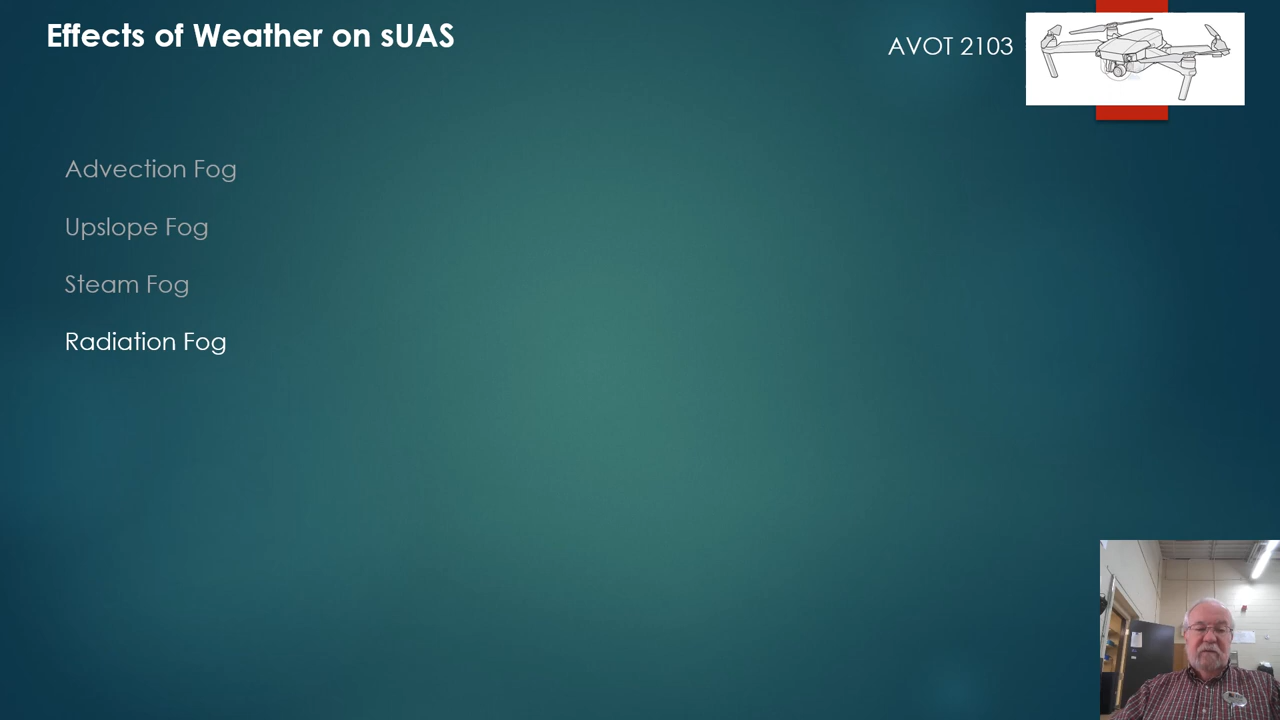 Effects of Weather on sUAS
AVOT 2103
Advection Fog
Upslope Fog
Steam Fog
Radiation Fog